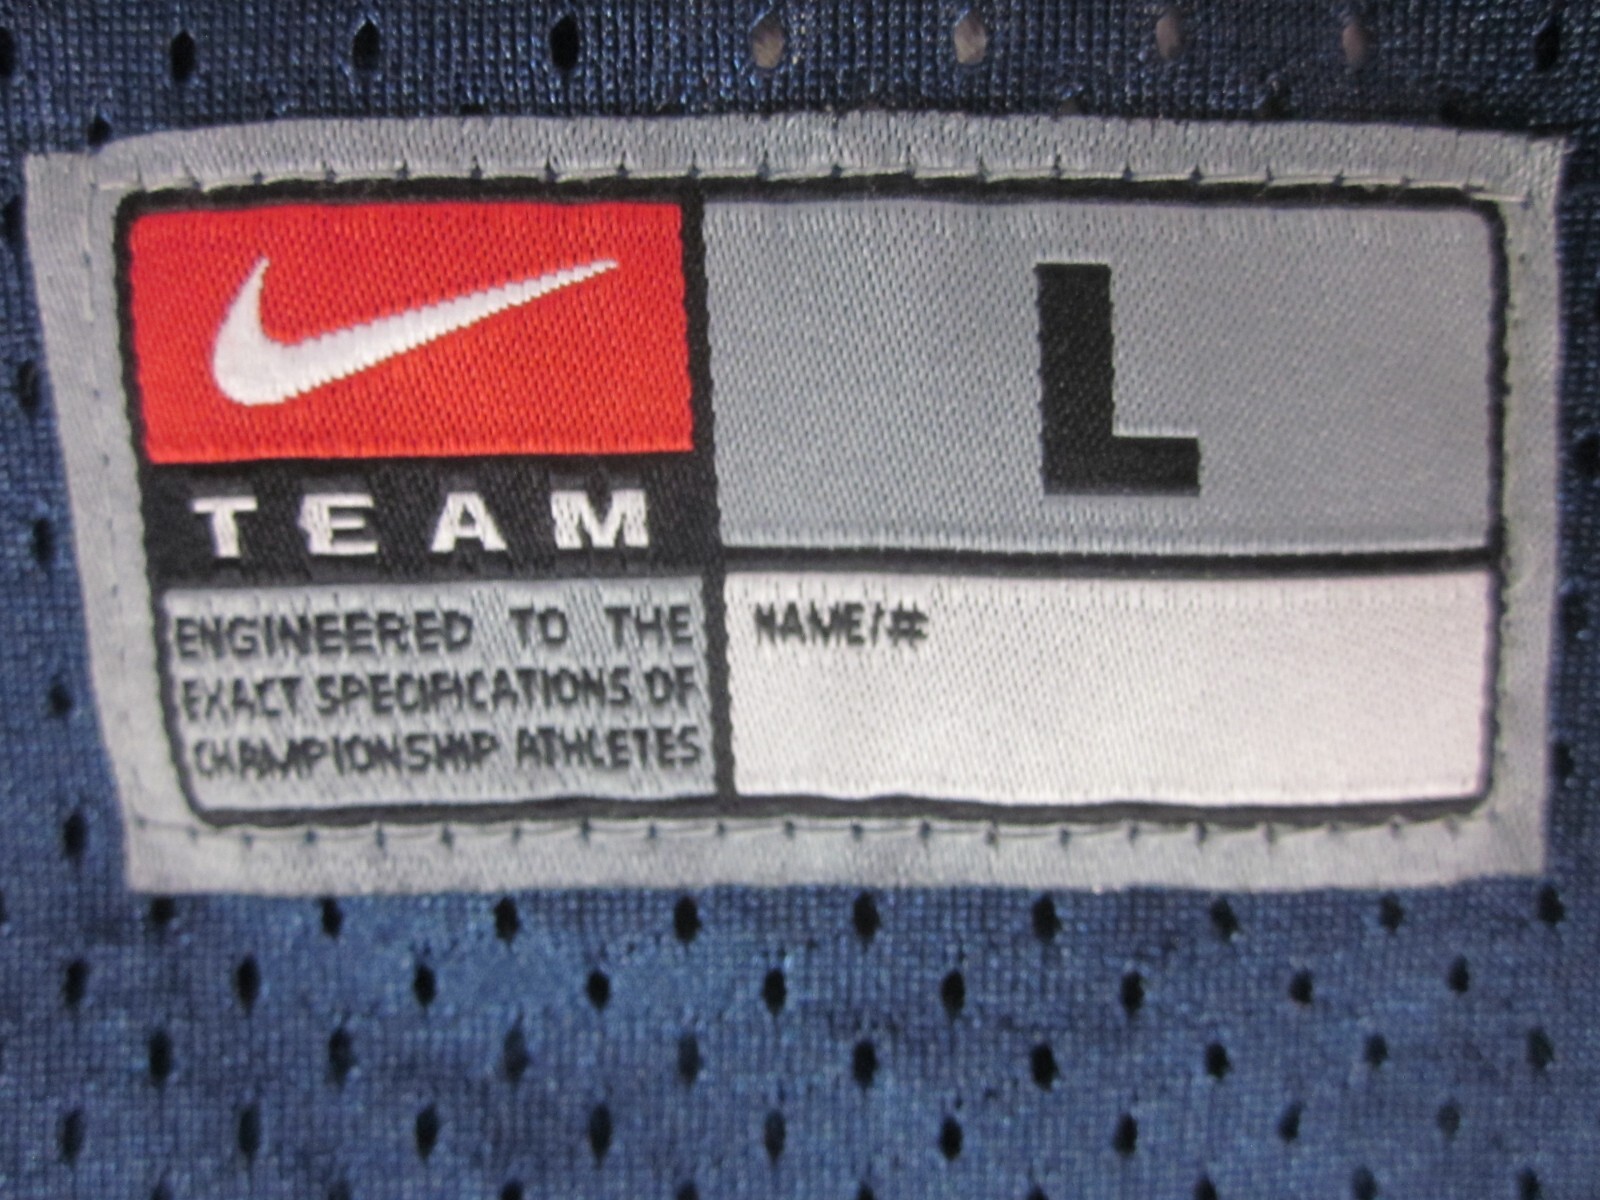 L
TEAM
ENGINEERED TO THE
EXACT SPECIFICATIONS OF
CHAMPIONSHIP ATHLETES
NAME/#